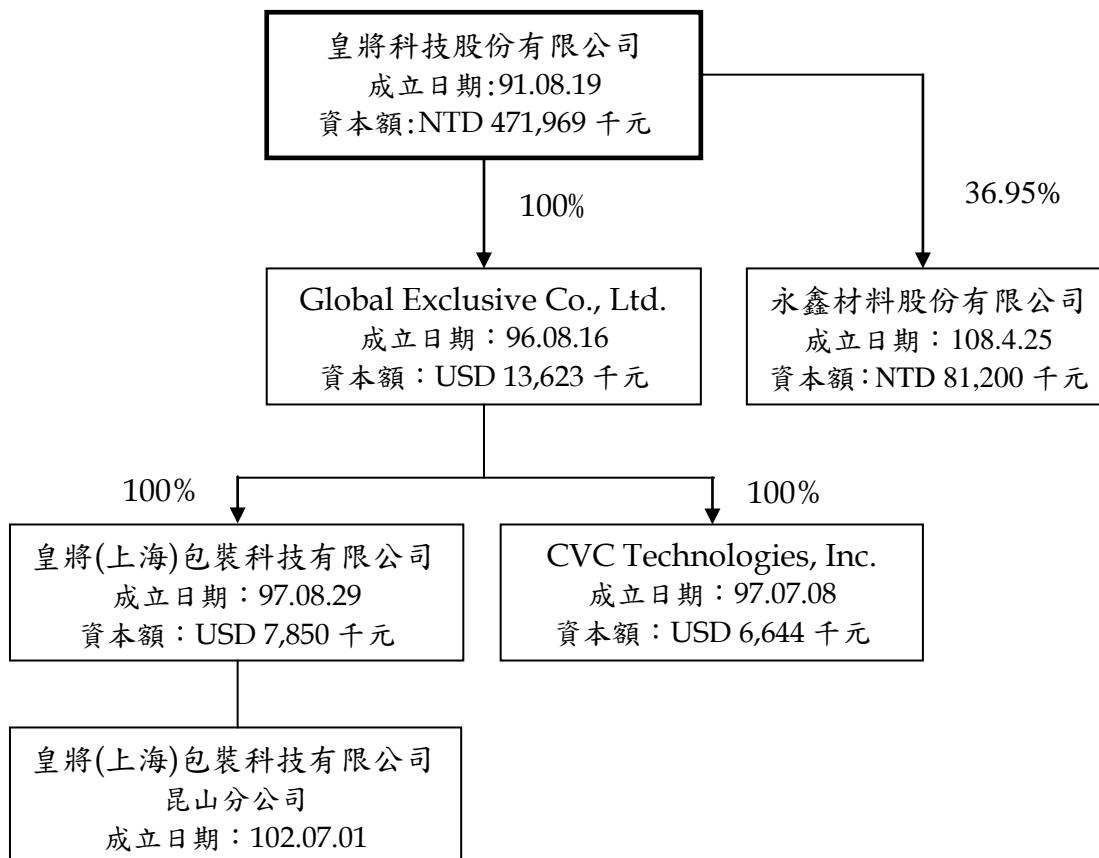 皇將科技股份有限公司
成立日期:91.08.19
資本額:NTD 471,969 千元
100%
36.95%
Global Exclusive Co., Ltd.
成立日期：96.08.16
資本額：USD 13,623 千元
永鑫材料股份有限公司
成立日期：108.4.25
資本額：NTD 81,200 千元
100%
100%
皇將(上海)包裝科技有限公司
成立日期：97.08.29
資本額：USD 7,850 千元
CVC Technologies, Inc.
成立日期：97.07.08
資本額：USD 6,644 千元
皇將(上海)包裝科技有限公司
昆山分公司
成立日期：102.07.01